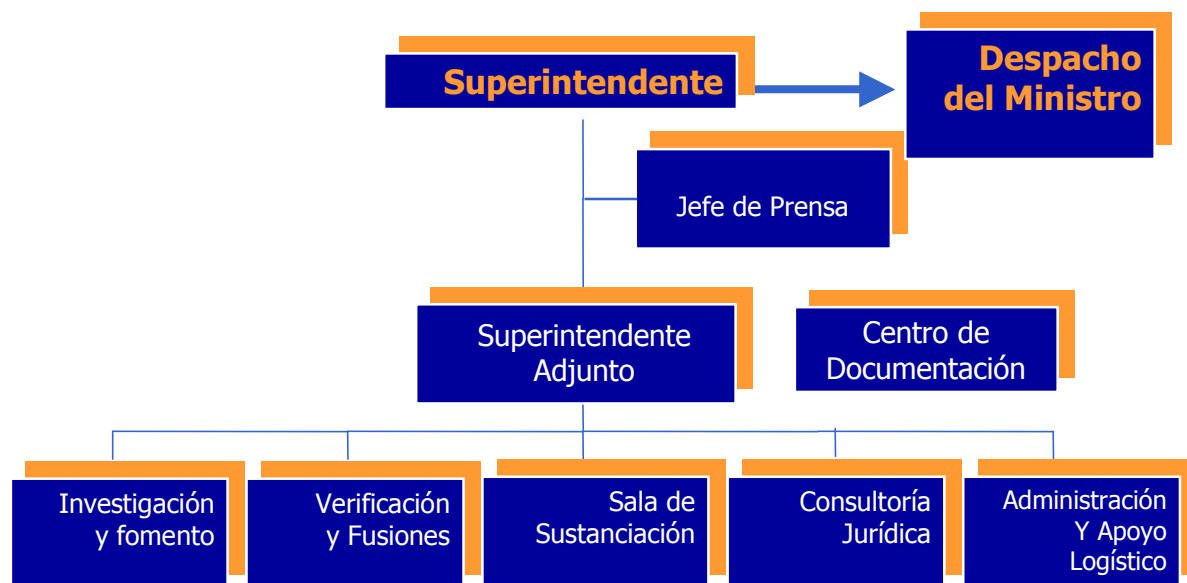 Superintendente
Despacho
del Ministro
Jefe de Prensa
Superintendente
Adjunto
Centro de
Documentación
Investigación
y fomento
Verificación
y Fusiones
Sala de
Sustanciación
Consultoría
Jurídica
Administración
Y Apoyo
Logístico